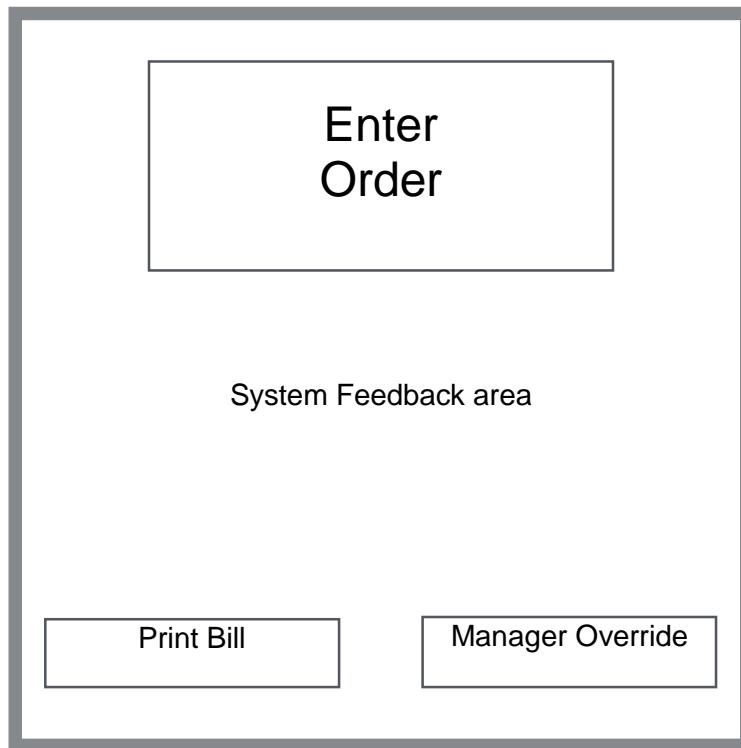 Enter
Order
System Feedback area
Print Bill
Manager Override